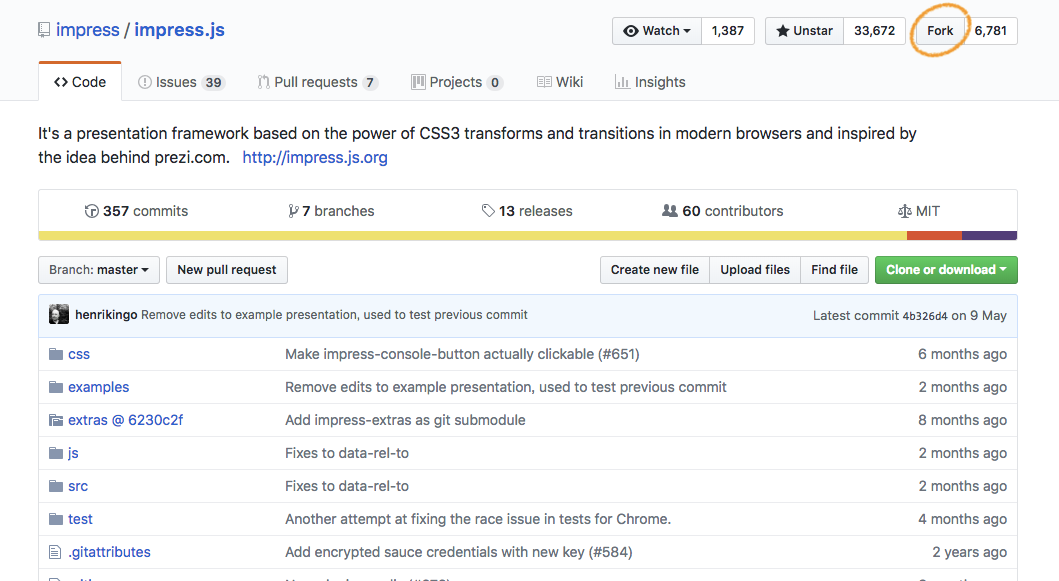 impress / impress.js
Watch 1,387 Unstar 33,672 Fork 6,781
Code Issues 39 Pull requests 7 Projects 0 Wiki Insights
It's a presentation framework based on the power of CSS3 transforms and transitions in modern browsers and inspired by
the idea behind prezi.com. http://impress.js.org
357 commits 7 branches 13 releases 60 contributors MIT
Branch: master New pull request Create new file Upload files Find file Clone or download
henrikingo Remove edits to example presentation, used to test previous commit Latest commit 4b326d4 on 9 May
css Make impress-console-button actually clickable (#651) 6 months ago
examples Remove edits to example presentation, used to test previous commit 2 months ago
extras @ 6230c2f Add impress-extras as git submodule 8 months ago
js Fixes to data-rel-to 2 months ago
src Fixes to data-rel-to 2 months ago
test Another attempt at fixing the race issue in tests for Chrome. 4 months ago
.gitattributes Add encrypted sauce credentials with new key (#584) 2 years ago